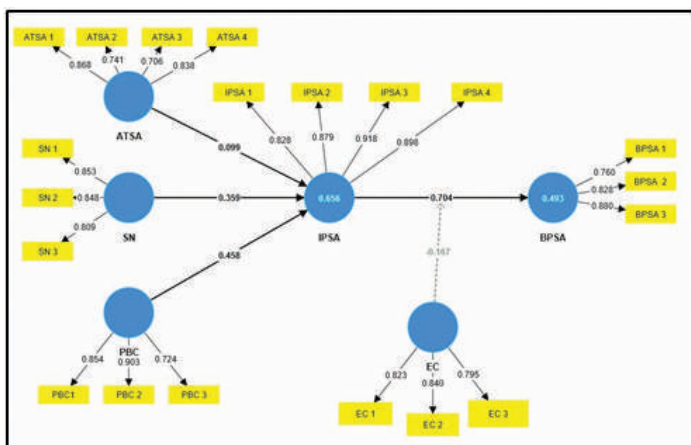 ATSA 1
ATSA 2
ATSA 3
ATSA 4
0.868
0.741
0.706
0.838
ATSA
IPSA 1
IPSA 2
IPSA 3
IPSA 4
0.828
0.879
0.918
0.898
0.099
SN 1
SN 2
SN 3
0.853
0.848
0.809
SN
0.359
0.656
IPSA
0.704
0.493
BPSA
BPSA 1
BPSA 2
BPSA 3
0.760
0.828
0.880
0.458
-0.167
PBC
0.854
0.903
0.724
PBC1
PBC 2
PBC 3
EC
0.823
0.840
0.795
EC 1
EC 2
EC 3